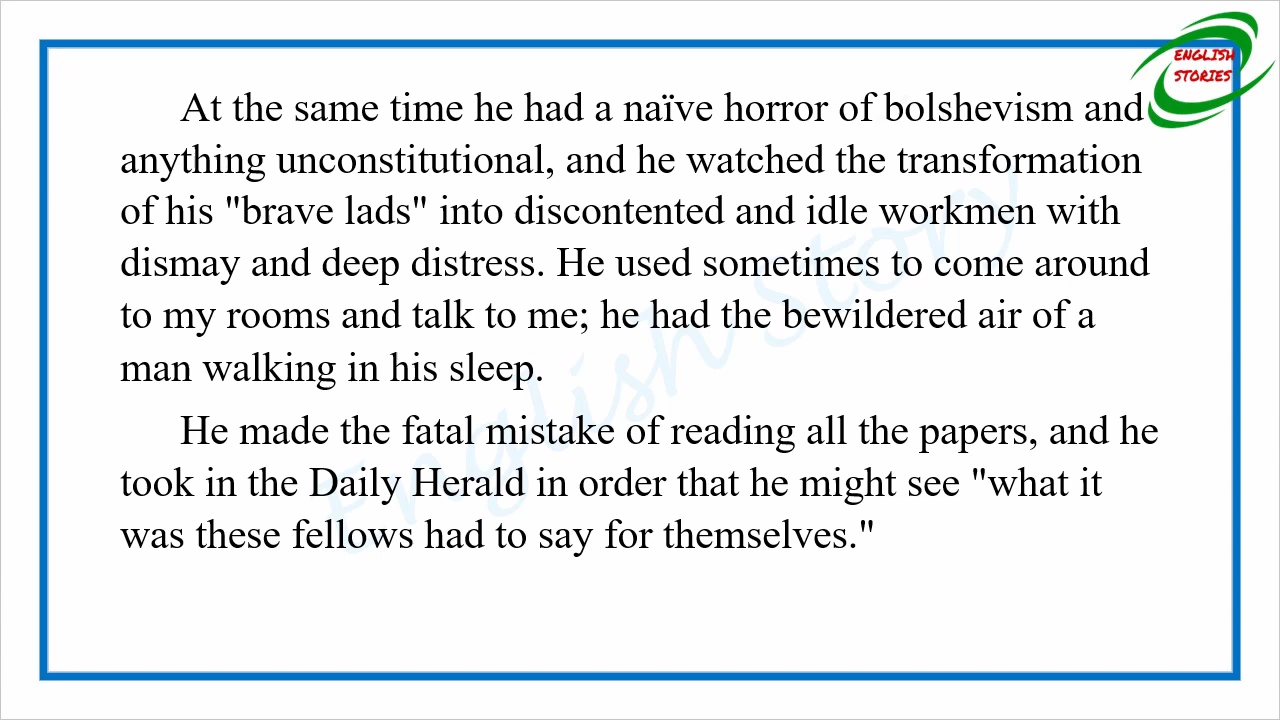 ENGLISH
STORIES
At the same time he had a naïve horror of bolshevism and
anything unconstitutional, and he watched the transformation
of his "brave lads" into discontented and idle workmen with
dismay and deep distress. He used sometimes to come around
to my rooms and talk to me; he had the bewildered air of a
man walking in his sleep.
He made the fatal mistake of reading all the papers, and he
took in the Daily Herald in order that he might see "what it
was these fellows had to say for themselves."
English Story